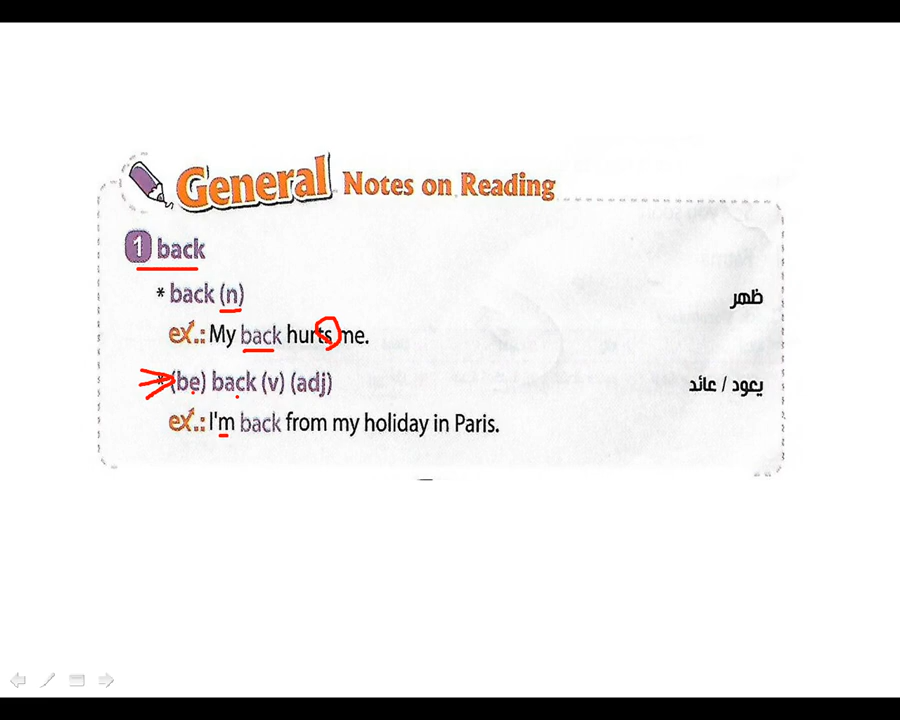 General Notes on Reading
1 back
* back (n) ظهر
ex.: My back hurts me.
* (be) back (v) (adj) يعود / عائد
ex.: I'm back from my holiday in Paris.